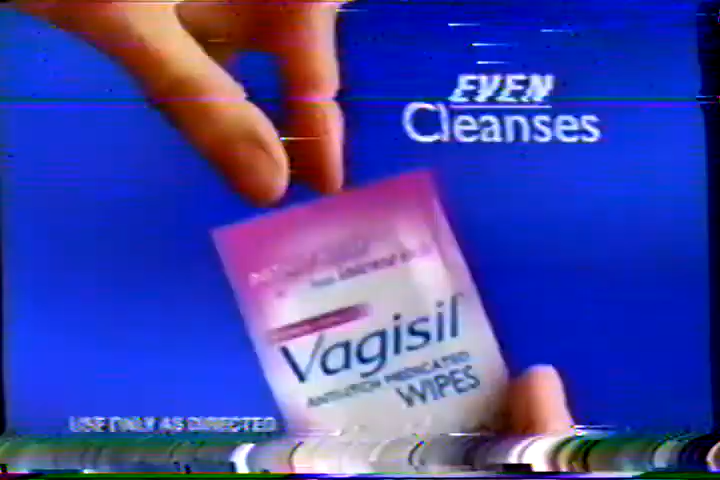 EVEN
Cleanses
Vagisil
ANTI-ITCH MEDICATED
WIPES
USE ONLY AS DIRECTED